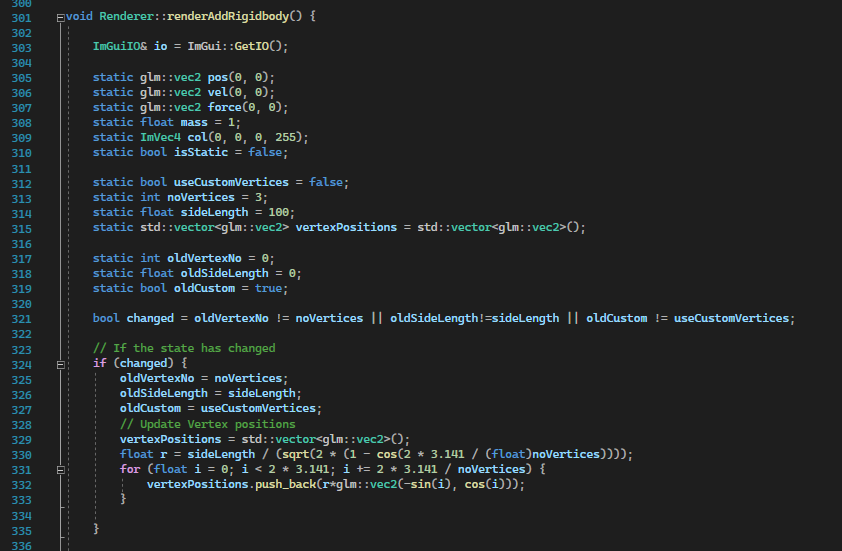 300
301 void Renderer::renderAddRigidbody() {
302
303 ImGuiIO& io = ImGui::GetIO();
304
305 static glm::vec2 pos(0, 0);
306 static glm::vec2 vel(0, 0);
307 static glm::vec2 force(0, 0);
308 static float mass = 1;
309 static ImVec4 col(0, 0, 0, 255);
310 static bool isStatic = false;
311
312 static bool useCustomVertices = false;
313 static int noVertices = 3;
314 static float sideLength = 100;
315 static std::vector<glm::vec2> vertexPositions = std::vector<glm::vec2>();
316
317 static int oldVertexNo = 0;
318 static float oldSideLength = 0;
319 static bool oldCustom = true;
320
321 bool changed = oldVertexNo != noVertices || oldSideLength!=sideLength || oldCustom != useCustomVertices;
322
323 // If the state has changed
324 if (changed) {
325 oldVertexNo = noVertices;
326 oldSideLength = sideLength;
327 oldCustom = useCustomVertices;
328 // Update Vertex positions
329 vertexPositions = std::vector<glm::vec2>();
330 float r = sideLength / (sqrt(2 * (1 - cos(2 * 3.141 / (float)noVertices))));
331 for (float i = 0; i < 2 * 3.141; i += 2 * 3.141 / noVertices) {
332 vertexPositions.push_back(r*glm::vec2(-sin(i), cos(i)));
333 }
334
335 }
336